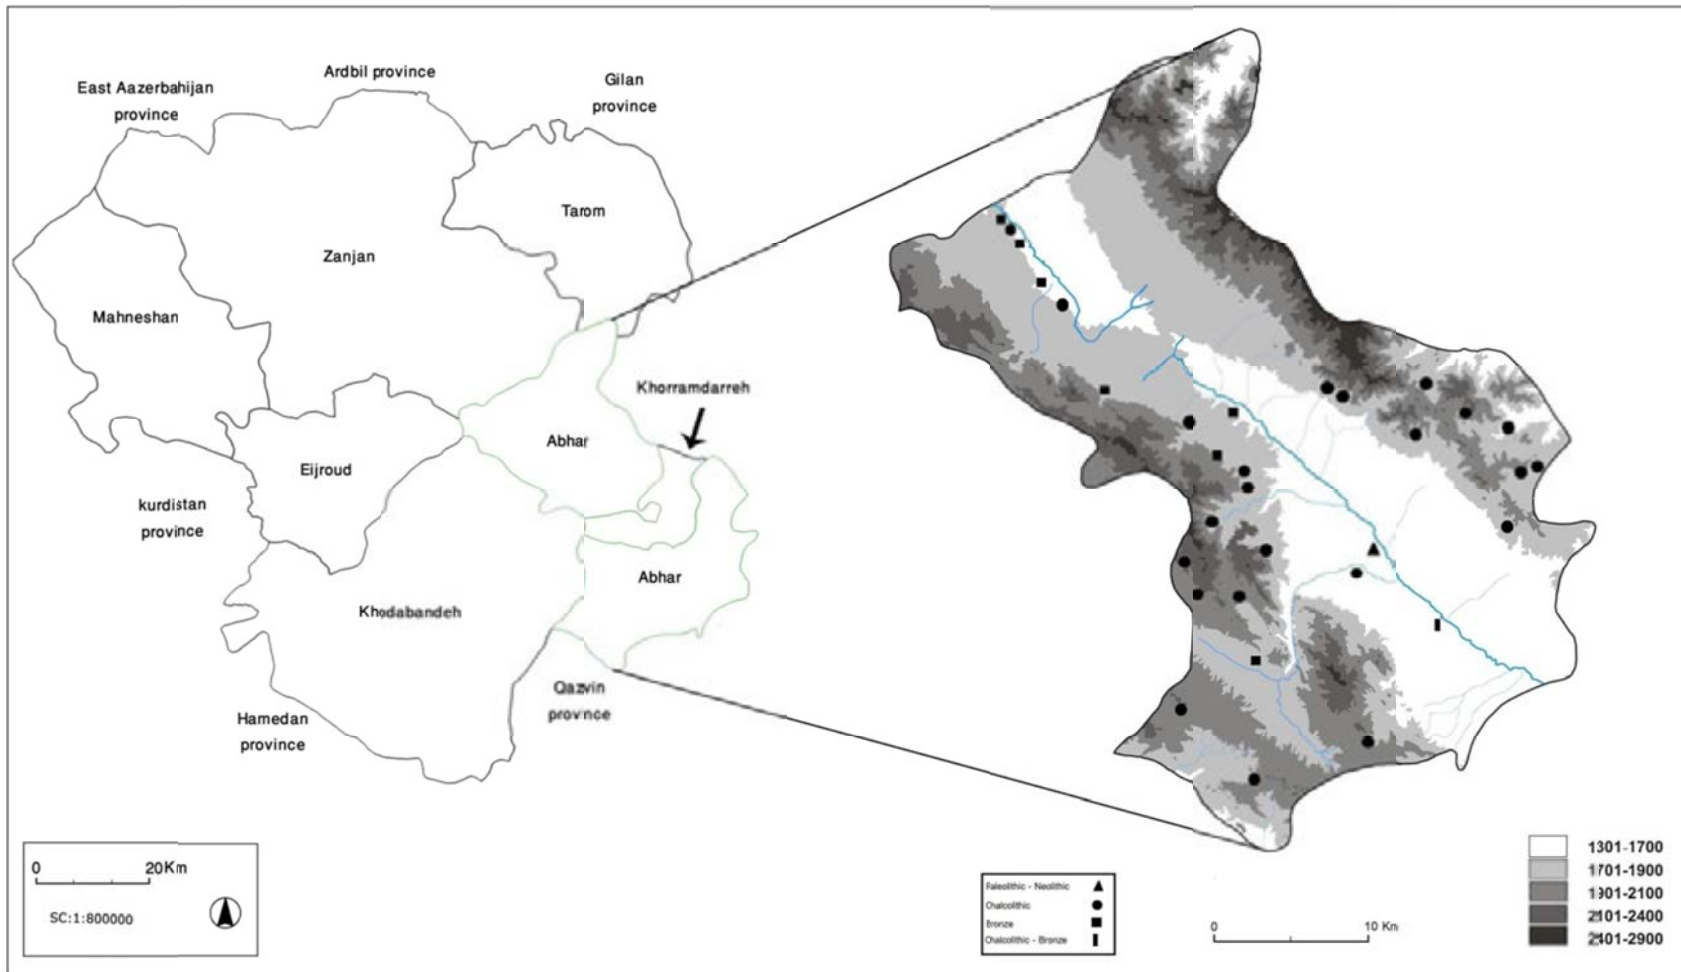 East Aazerbahijan
province
Ardbil province
Gilan
province
Tarom
Zanjan
Mahneshan
Khorramdarreh
Abhar
Eijroud
kurdistan
province
Abhar
Khodabandeh
Qazvin
province
Hamedan
province
0 20Km
SC:1:800000
Paleolithic - Neolithic
Chalcolithic
Bronze
Chalcolithic - Bronze
0 10 Km
1301-1700
1701-1900
1901-2100
2101-2400
2401-2900